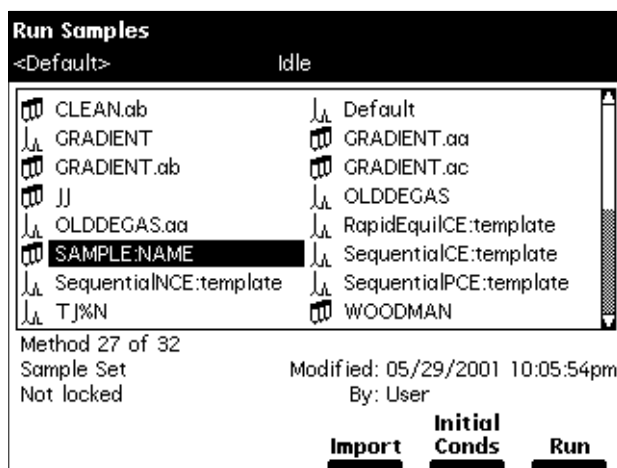 Run Samples
<Default> Idle
CLEAN.ab Default
GRADIENT GRADIENT.aa
GRADIENT.ab GRADIENT.ac
JJ OLDDEGAS
OLDDEGAS.aa RapidEquilCE:template
SAMPLE:NAME SequentialCE:template
SequentialNCE:template SequentialPCE:template
TJ%N WOODMAN
Method 27 of 32
Sample Set Modified: 05/29/2001 10:05:54pm
Not locked By: User
Import Initial Conds Run